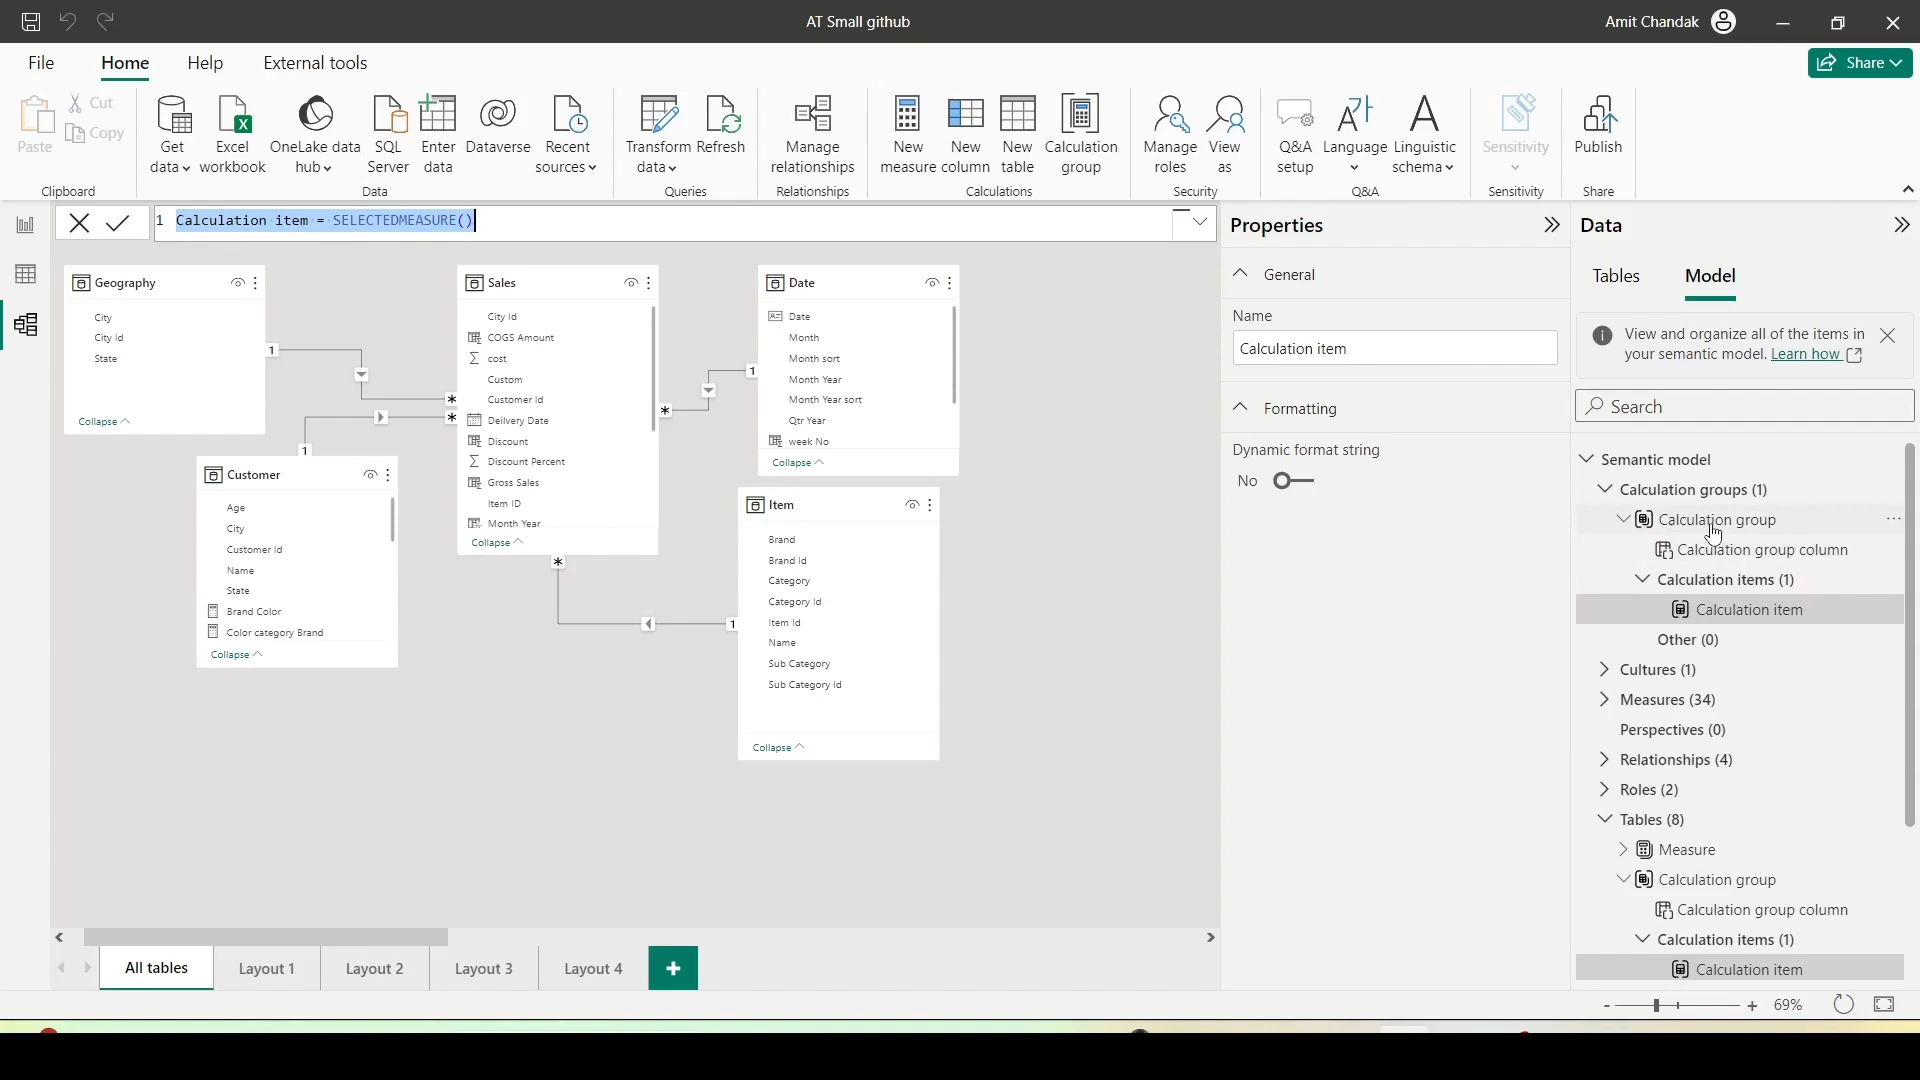 AT Small github
Amit Chandak
File
Home
Help
External tools
Share
Paste
Cut
Copy
Clipboard
Get data
Excel workbook
OneLake data hub
SQL Server
Enter data
Dataverse
Recent sources
Data
Transform data
Refresh
Queries
Manage relationships
Relationships
New measure
New column
New table
Calculation group
Calculations
Manage roles
View as
Security
Q&A setup
Language
Linguistic schema
Q&A
Sensitivity
Sensitivity
Publish
Share
1 Calculation item = SELECTEDMEASURE()
Geography
City
City Id
State
Collapse
1
*
*
1
Customer
Age
City
Customer Id
Name
State
Brand Color
Color category Brand
Collapse
Sales
City Id
COGS Amount
cost
Custom
Customer Id
Delivery Date
Discount
Discount Percent
Gross Sales
Item ID
Month Year
Collapse
*
1
*
1
Date
Date
Month
Month sort
Month Year
Month Year sort
Qtr Year
week No
Collapse
Item
Brand
Brand Id
Category
Category Id
Item Id
Name
Sub Category
Sub Category Id
Collapse
All tables
Layout 1
Layout 2
Layout 3
Layout 4
+
Properties
General
Name
Calculation item
Formatting
Dynamic format string
No
Data
Tables
Model
View and organize all of the items in
your semantic model. Learn how
Search
Semantic model
Calculation groups (1)
Calculation group
Calculation group column
Calculation items (1)
Calculation item
Other (0)
Cultures (1)
Measures (34)
Perspectives (0)
Relationships (4)
Roles (2)
Tables (8)
Measure
Calculation group
Calculation group column
Calculation items (1)
Calculation item
- + 69%